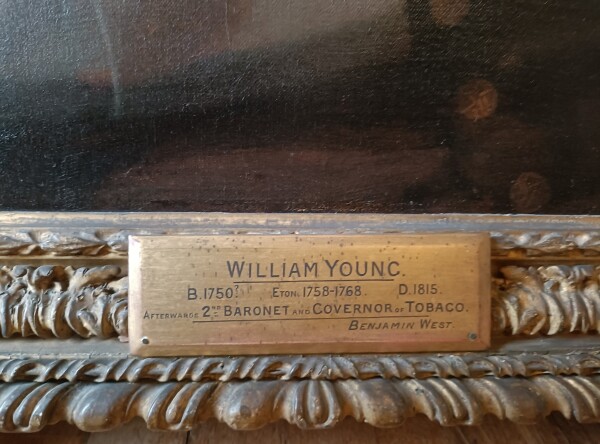 WILLIAM YOUNG.
B. 1750? ETON. 1758-1768. D. 1815.
AFTERWARDS 2ND BARONET AND GOVERNOR OF TOBACO.
BENJAMIN WEST.